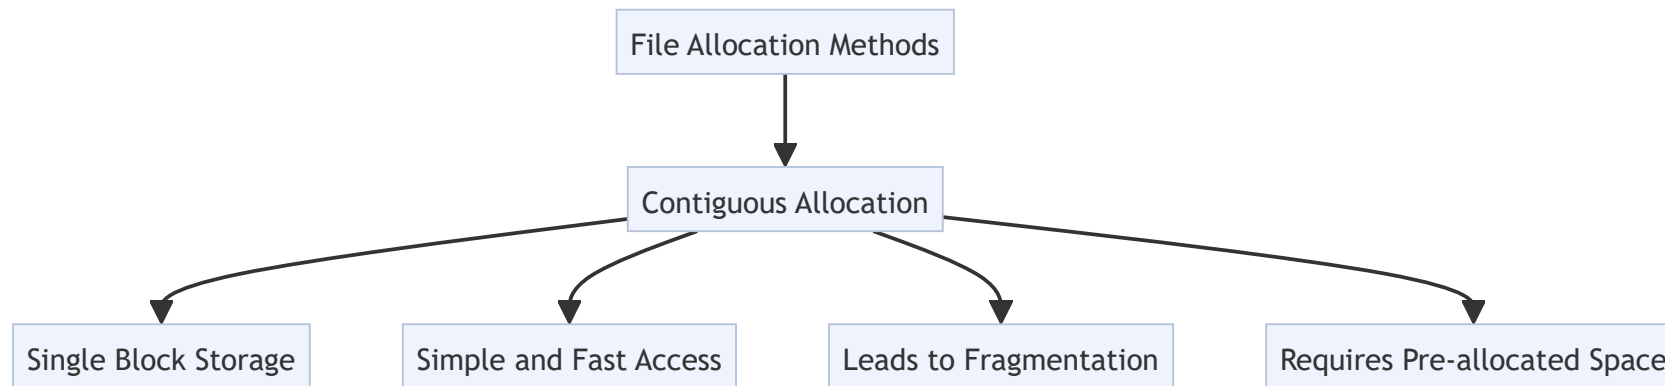 File Allocation Methods
Contiguous Allocation
Single Block Storage
Simple and Fast Access
Leads to Fragmentation
Requires Pre-allocated Space